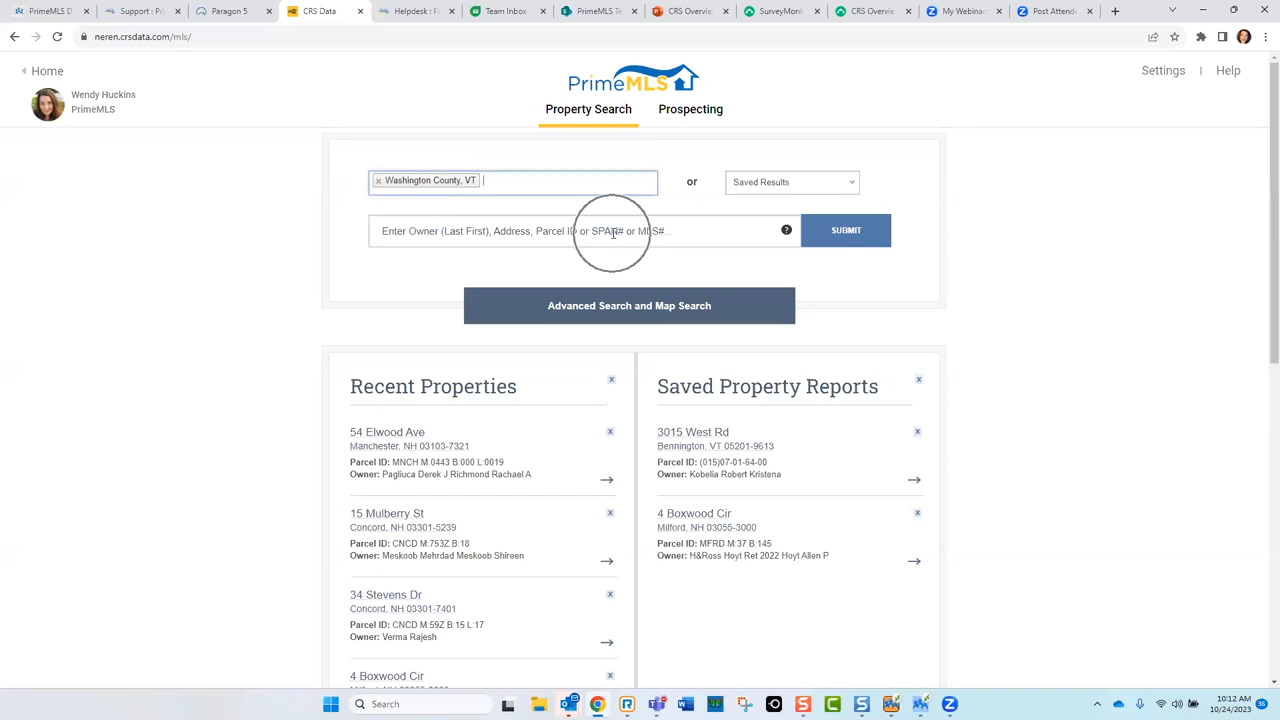 PrimeMLS D
Support : Pri
Paragon 5
CRS Data
Helpdesk : F
Team Inbox
PrimeMLS Te
CRS Overvie
SurveyMonk
CRS Overvie
My Webinar
Post Attende
neren.crsdata.com/mls/
Home
Settings | Help
Wendy Huckins
PrimeMLS
PrimeMLS
Property Search
Prospecting
Washington County, VT
or
Saved Results
Enter Owner (Last First), Address, Parcel ID or SPAN# or MLS#...
SUBMIT
Advanced Search and Map Search
Recent Properties
54 Elwood Ave
Manchester, NH 03103-7321
Parcel ID: MNCH M:0443 B:000 L:0019
Owner: Pagliuca Derek J Richmond Rachael A
15 Mulberry St
Concord, NH 03301-5239
Parcel ID: CNCD M:753Z B:18
Owner: Meskoob Mehrdad Meskoob Shireen
34 Stevens Dr
Concord, NH 03301-7401
Parcel ID: CNCD M:59Z B:15 L:17
Owner: Verma Rajesh
4 Boxwood Cir
Saved Property Reports
3015 West Rd
Bennington, VT 05201-9613
Parcel ID: (015)07-01-64-00
Owner: Kobelia Robert Kristena
4 Boxwood Cir
Milford, NH 03055-3000
Parcel ID: MFRD M:37 B:145
Owner: H&Ross Hoyt Ret 2022 Hoyt Allen P
Search
10:12 AM
10/24/2023